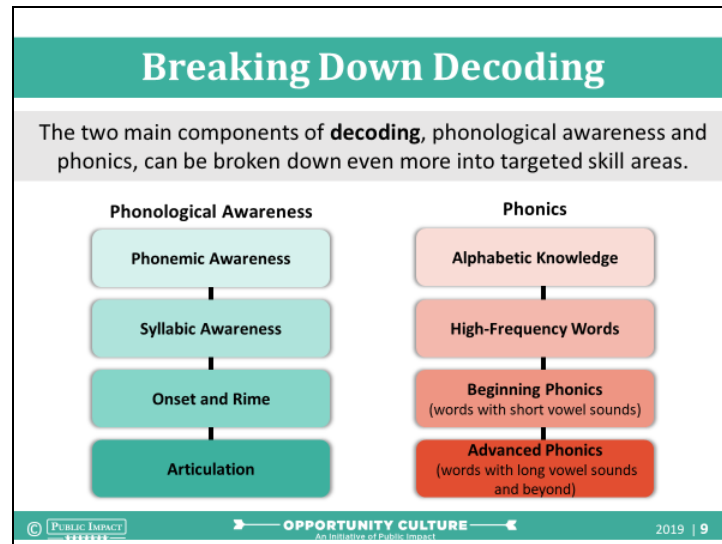 Breaking Down Decoding
The two main components of decoding, phonological awareness and
phonics, can be broken down even more into targeted skill areas.
Phonological Awareness
Phonemic Awareness
Syllabic Awareness
Onset and Rime
Articulation
Phonics
Alphabetic Knowledge
High-Frequency Words
Beginning Phonics
(words with short vowel sounds)
Advanced Phonics
(words with long vowel sounds
and beyond)
© PUBLIC IMPACT
OPPORTUNITY CULTURE
An Initiative of Public Impact
2019 | 9